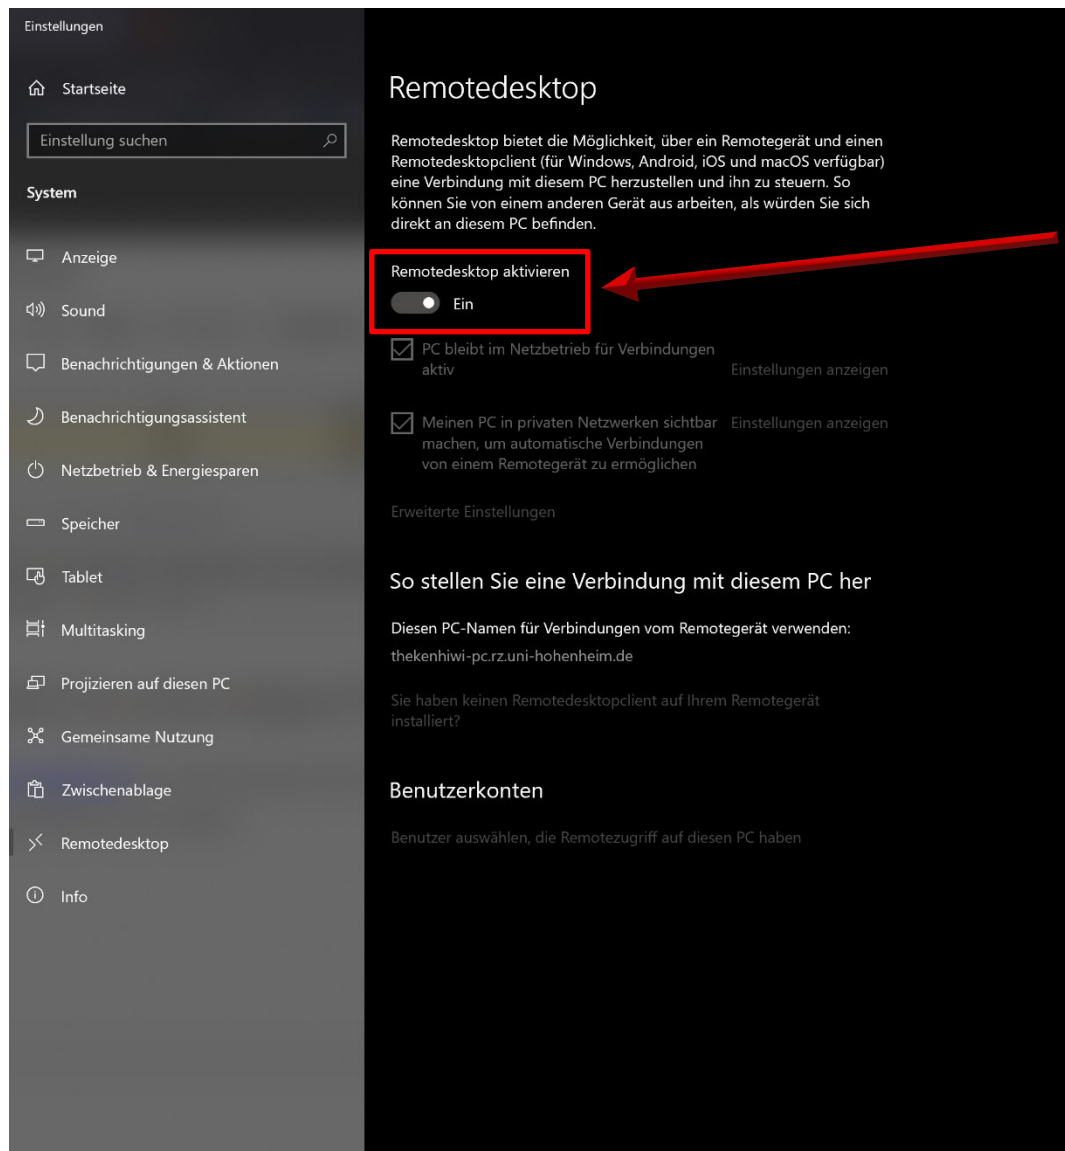 Einstellungen
Startseite
Einstellung suchen
System
Anzeige
Sound
Benachrichtigungen & Aktionen
Benachrichtigungsassistent
Netzbetrieb & Energiesparen
Speicher
Tablet
Multitasking
Projizieren auf diesen PC
Gemeinsame Nutzung
Zwischenablage
Remotedesktop
Info
Remotedesktop
Remotedesktop bietet die Möglichkeit, über ein Remotegerät und einen
Remotedesktopclient (für Windows, Android, iOS und macOS verfügbar)
eine Verbindung mit diesem PC herzustellen und ihn zu steuern. So
können Sie von einem anderen Gerät aus arbeiten, als würden Sie sich
direkt an diesem PC befinden.
Remotedesktop aktivieren
Ein
PC bleibt im Netzbetrieb für Verbindungen
aktiv
Einstellungen anzeigen
Meinen PC in privaten Netzwerken sichtbar
machen, um automatische Verbindungen
von einem Remotegerät zu ermöglichen
Einstellungen anzeigen
Erweiterte Einstellungen
So stellen Sie eine Verbindung mit diesem PC her
Diesen PC-Namen für Verbindungen vom Remotegerät verwenden:
thekenhiwi-pc.rz.uni-hohenheim.de
Sie haben keinen Remotedesktopclient auf Ihrem Remotegerät
installiert?
Benutzerkonten
Benutzer auswählen, die Remotezugriff auf diesen PC haben